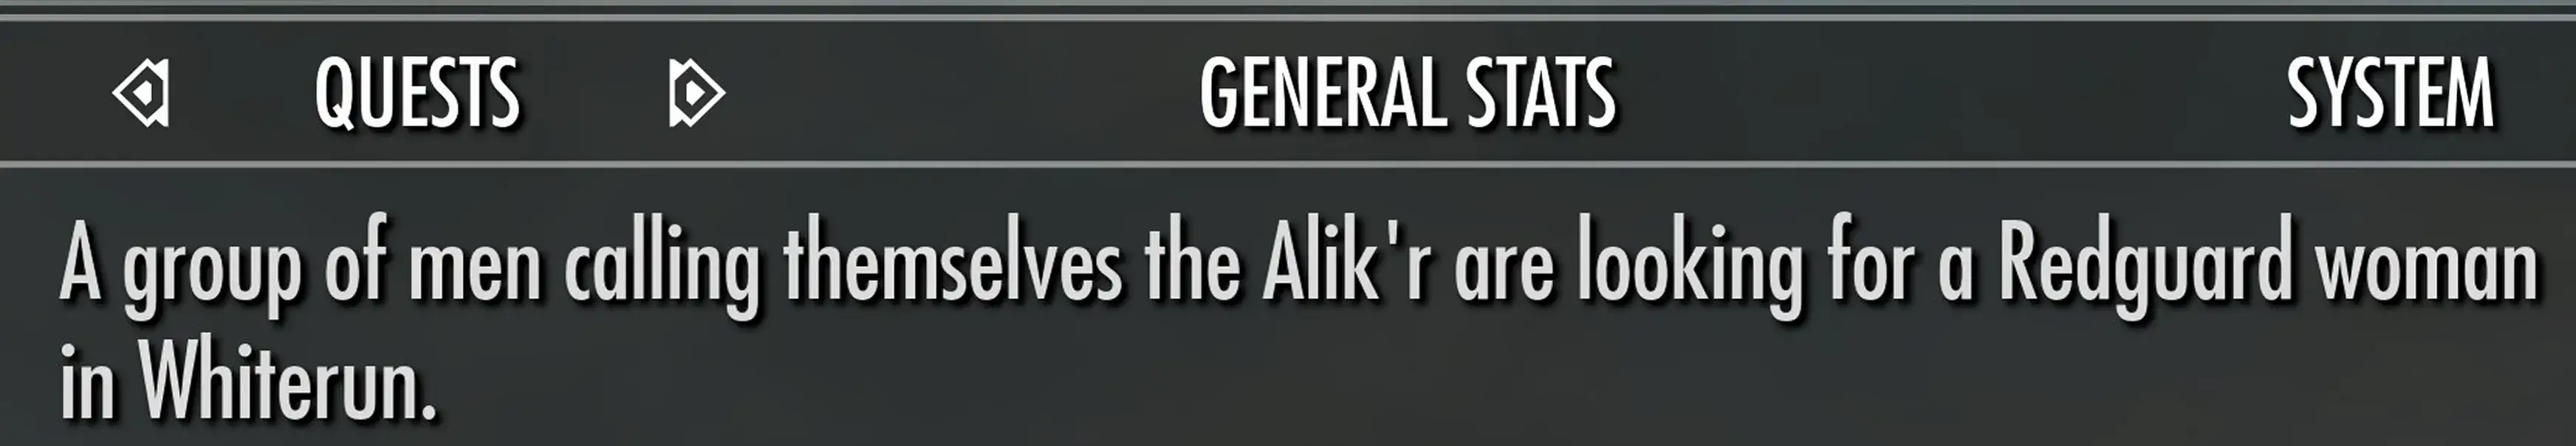 QUESTS GENERAL STATS SYSTEM
A group of men calling themselves the Alik'r are looking for a Redguard woman
in Whiterun.